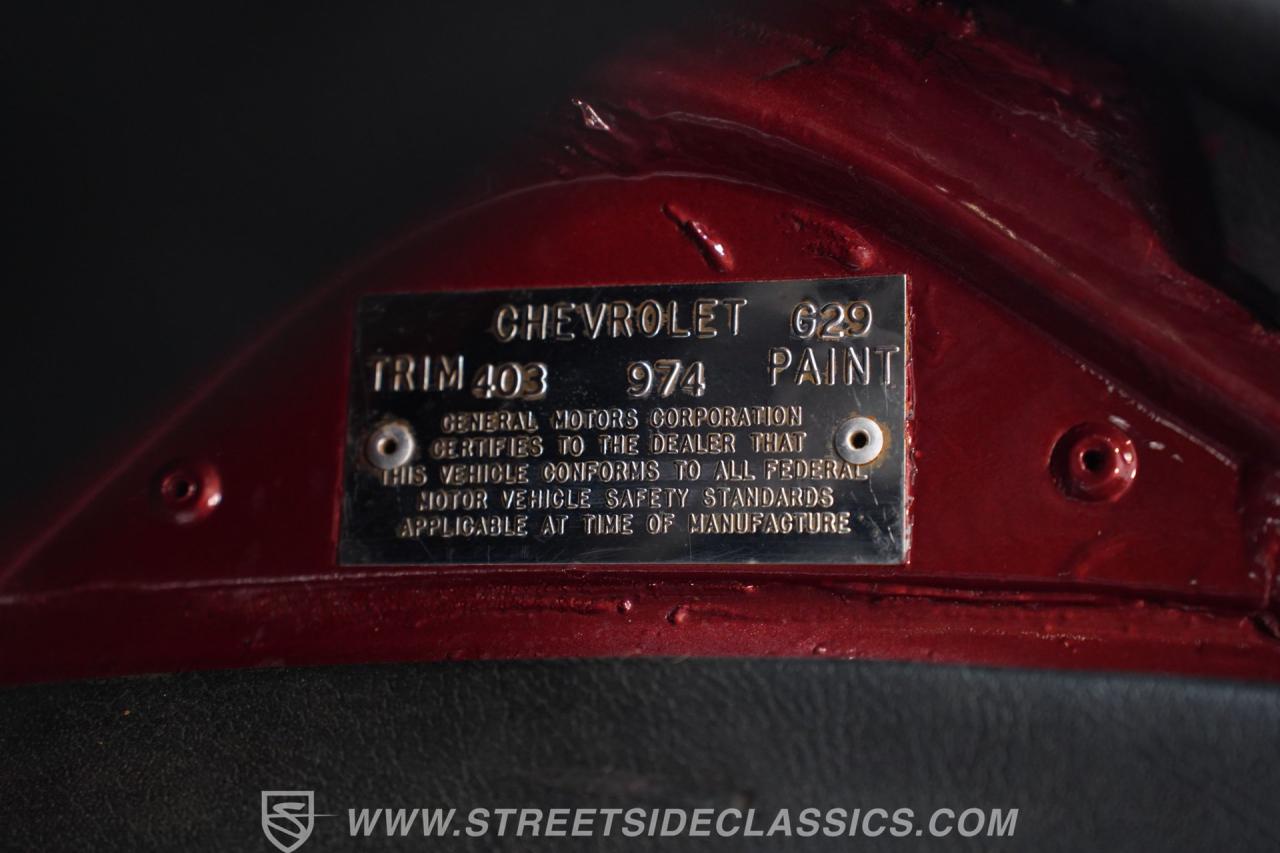 CHEVROLET G29
TRIM 403 974 PAINT
GENERAL MOTORS CORPORATION
CERTIFIES TO THE DEALER THAT
THIS VEHICLE CONFORMS TO ALL FEDERAL
MOTOR VEHICLE SAFETY STANDARDS
APPLICABLE AT TIME OF MANUFACTURE
WWW.STREETSIDECLASSICS.COM